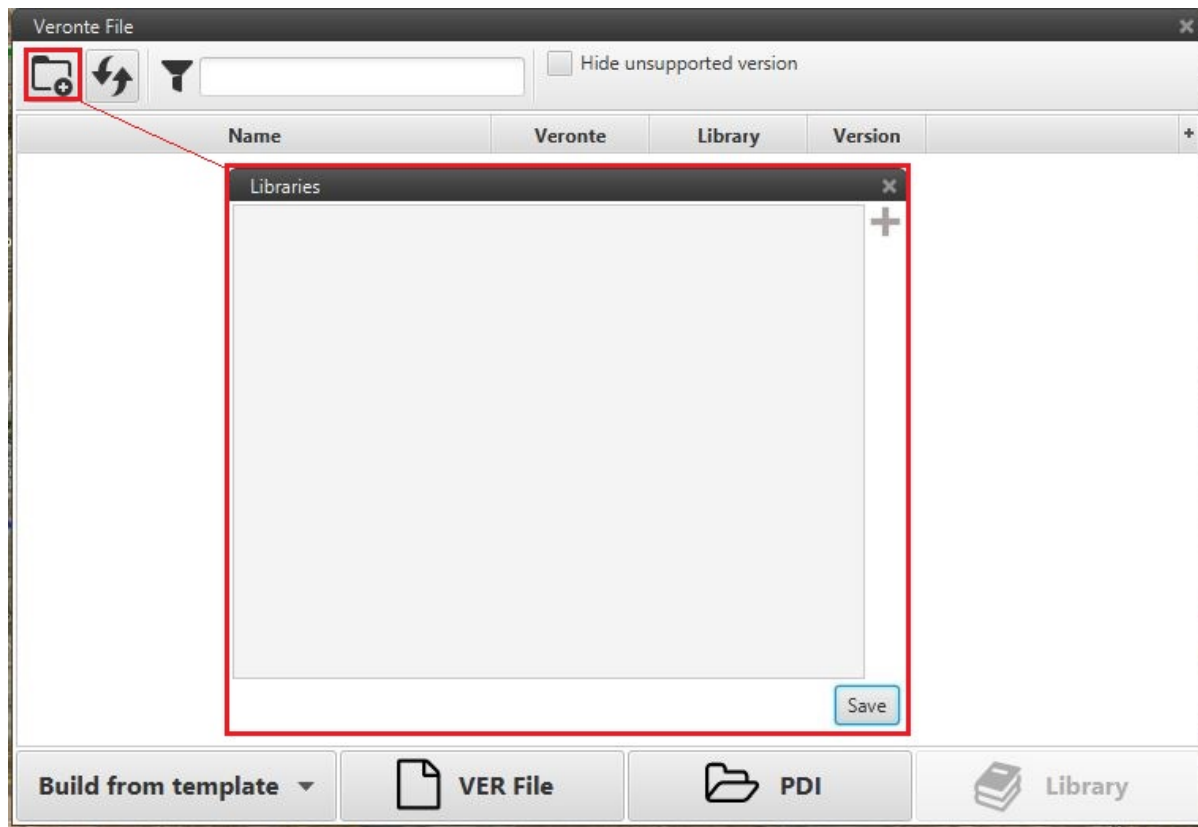 Veronte File
Hide unsupported version
Name Veronte Library Version
Libraries
Save
Build from template VER File PDI Library